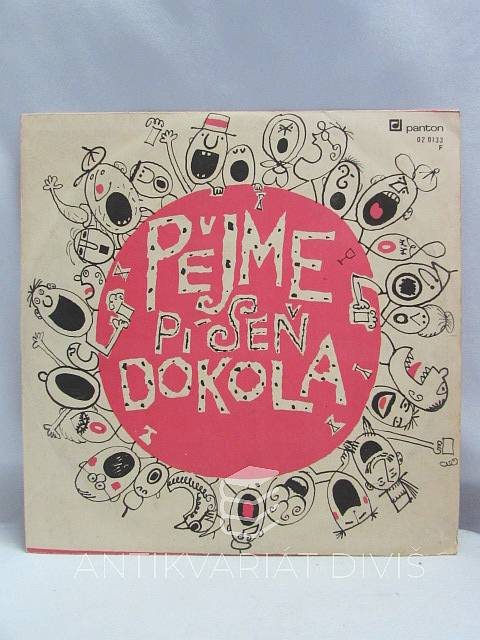 panton
02 0133
F
PĚJME
PÍSEŇ
DOKOLA
ANTIKVARIÁT DIVIŠ